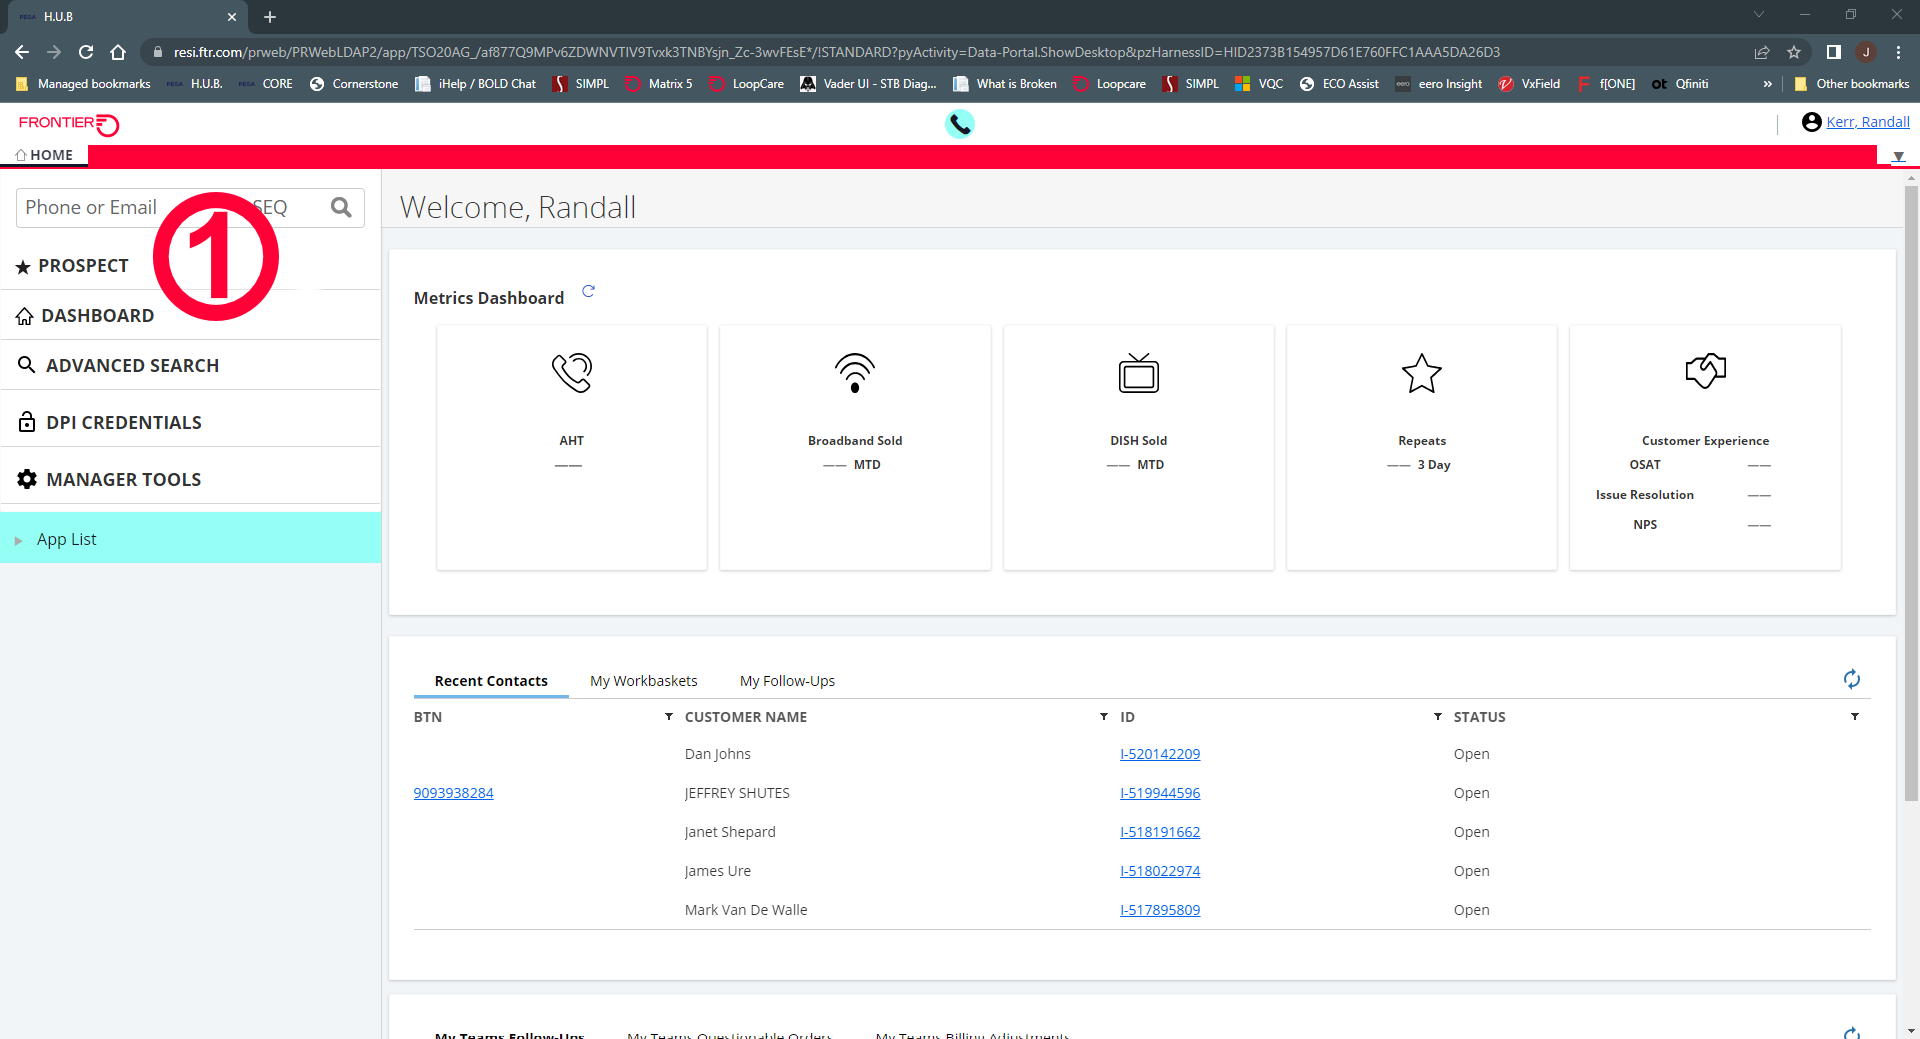 H.U.B
resi.ftr.com/prweb/PRWebLDAP2/app/TSO20AG_/af877Q9MPv6ZDWNVTIV9Tvxk3TNBYsjn_Zc-3wvFEsE*/!STANDARD?pyActivity=Data-Portal.ShowDesktop&pzHarnessID=HID2373B154957D61E760FFC1AAA5DA26D3
J
Managed bookmarks PEGA H.U.B. PEGA CORE Cornerstone iHelp / BOLD Chat SIMPL Matrix 5 LoopCare Vader UI - STB Diag... What is Broken Loopcare SIMPL VQC ECO Assist eero eero Insight VxField f[ONE] ot Qfiniti » Other bookmarks
FRONTIER
Kerr, Randall
HOME
Phone or Email SEQ
1
Welcome, Randall
PROSPECT
DASHBOARD
ADVANCED SEARCH
DPI CREDENTIALS
MANAGER TOOLS
App List
Metrics Dashboard
AHT
——
Broadband Sold
—— MTD
DISH Sold
—— MTD
Repeats
—— 3 Day
Customer Experience
OSAT ——
Issue Resolution ——
NPS ——
Recent Contacts My Workbaskets My Follow-Ups
BTN CUSTOMER NAME ID STATUS
Dan Johns I-520142209 Open
9093938284 JEFFREY SHUTES I-519944596 Open
Janet Shepard I-518191662 Open
James Ure I-518022974 Open
Mark Van De Walle I-517895809 Open
My Teams Follow-Ups My Teams Questionable Orders My Teams Billing Adjustments